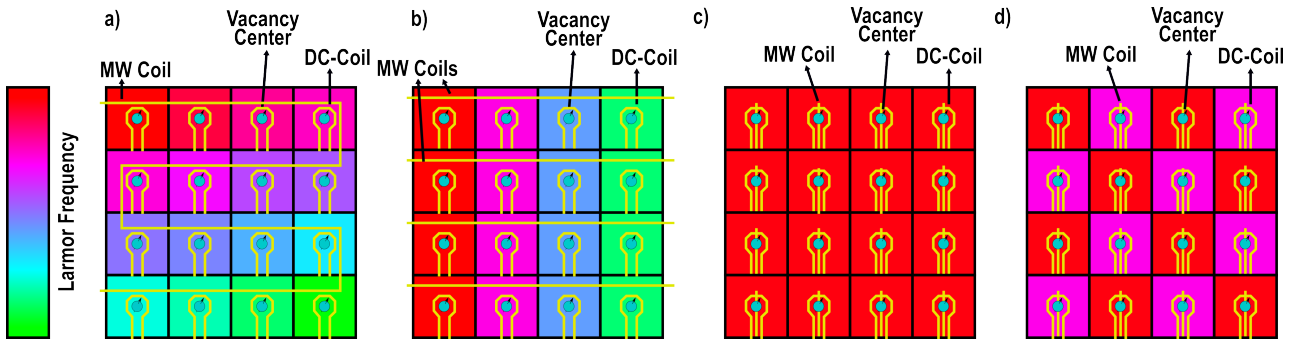 a)
Vacancy
Center
MW Coil
DC-Coil
b)
Vacancy
Center
MW Coils
DC-Coil
c)
Vacancy
Center
MW Coil
DC-Coil
d)
Vacancy
Center
MW Coil
DC-Coil
Larmor Frequency